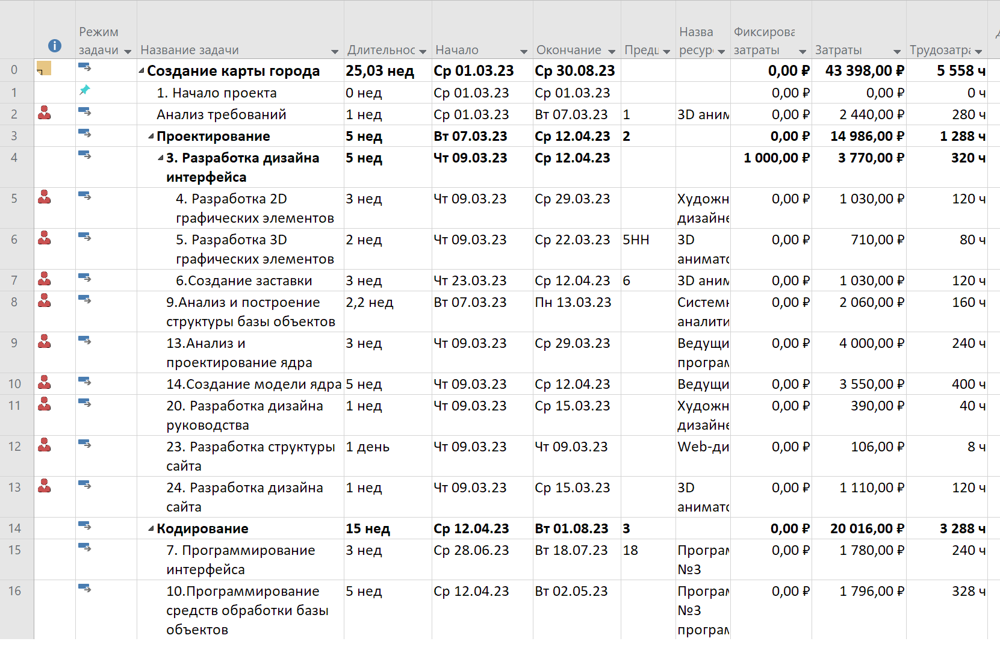 Режим задачи Название задачи Длительнос Начало Окончание Предц Назва ресур Фиксирова затраты Затраты Трудозатра
0 Создание карты города 25,03 нед Ср 01.03.23 Ср 30.08.23 0,00 ₽ 43 398,00 ₽ 5 558 ч
1 1. Начало проекта 0 нед Ср 01.03.23 Ср 01.03.23 0,00 ₽ 0,00 ₽ 0 ч
2 Анализ требований 1 нед Ср 01.03.23 Вт 07.03.23 1 3D аним 0,00 ₽ 2 440,00 ₽ 280 ч
3 Проектирование 5 нед Вт 07.03.23 Ср 12.04.23 2 0,00 ₽ 14 986,00 ₽ 1 288 ч
4 3. Разработка дизайна 5 нед Чт 09.03.23 Ср 12.04.23 1 000,00 ₽ 3 770,00 ₽ 320 ч
интерфейса
5 4. Разработка 2D 3 нед Чт 09.03.23 Ср 29.03.23 Художн 0,00 ₽ 1 030,00 ₽ 120 ч
графических элементов дизайне
6 5. Разработка 3D 2 нед Чт 09.03.23 Ср 22.03.23 5НН 3D 0,00 ₽ 710,00 ₽ 80 ч
графических элементов аниматс
7 6.Создание заставки 3 нед Чт 23.03.23 Ср 12.04.23 6 3D аним 0,00 ₽ 1 030,00 ₽ 120 ч
8 9.Анализ и построение 2,2 нед Вт 07.03.23 Пн 13.03.23 Системн 0,00 ₽ 2 060,00 ₽ 160 ч
структуры базы объектов аналити
9 13.Анализ и 3 нед Чт 09.03.23 Ср 29.03.23 Ведущи 0,00 ₽ 4 000,00 ₽ 240 ч
проектирование ядра програм
10 14.Создание модели ядра 5 нед Чт 09.03.23 Ср 12.04.23 Ведущи 0,00 ₽ 3 550,00 ₽ 400 ч
11 20. Разработка дизайна 1 нед Чт 09.03.23 Ср 15.03.23 Художн 0,00 ₽ 390,00 ₽ 40 ч
руководства дизайне
12 23. Разработка структуры 1 день Чт 09.03.23 Чт 09.03.23 Web-ди 0,00 ₽ 106,00 ₽ 8 ч
сайта
13 24. Разработка дизайна 1 нед Чт 09.03.23 Ср 15.03.23 3D 0,00 ₽ 1 110,00 ₽ 120 ч
сайта аниматс
14 Кодирование 15 нед Ср 12.04.23 Вт 01.08.23 3 0,00 ₽ 20 016,00 ₽ 3 288 ч
15 7. Программирование 3 нед Ср 28.06.23 Вт 18.07.23 18 Програм 0,00 ₽ 1 780,00 ₽ 240 ч
интерфейса №3
16 10.Программирование 5 нед Ср 12.04.23 Вт 02.05.23 Програм 0,00 ₽ 1 796,00 ₽ 328 ч
средств обработки базы №3
объектов програм